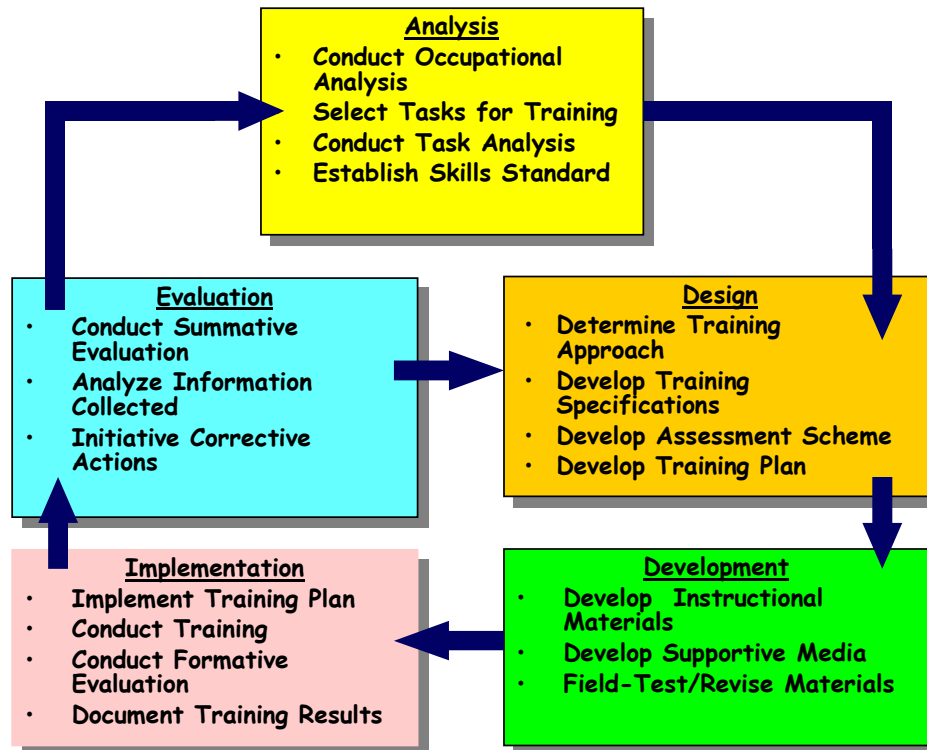 Analysis
• Conduct Occupational
Analysis
• Select Tasks for Training
• Conduct Task Analysis
• Establish Skills Standard
Evaluation
• Conduct Summative
Evaluation
• Analyze Information
Collected
• Initiative Corrective
Actions
Design
• Determine Training
Approach
• Develop Training
Specifications
• Develop Assessment Scheme
• Develop Training Plan
Implementation
• Implement Training Plan
• Conduct Training
• Conduct Formative
Evaluation
• Document Training Results
Development
• Develop Instructional
Materials
• Develop Supportive Media
• Field-Test/Revise Materials